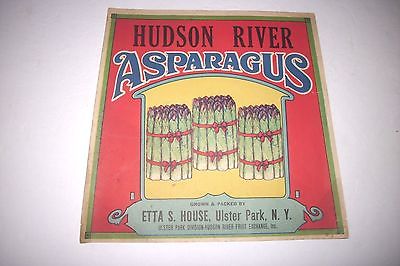 HUDSON RIVER
ASPARAGUS
GROWN & PACKED BY
ETTA S. HOUSE, Ulster Park, N. Y.
ULSTER PARK DIVISION-HUDSON RIVER FRUIT EXCHANGE, Inc.